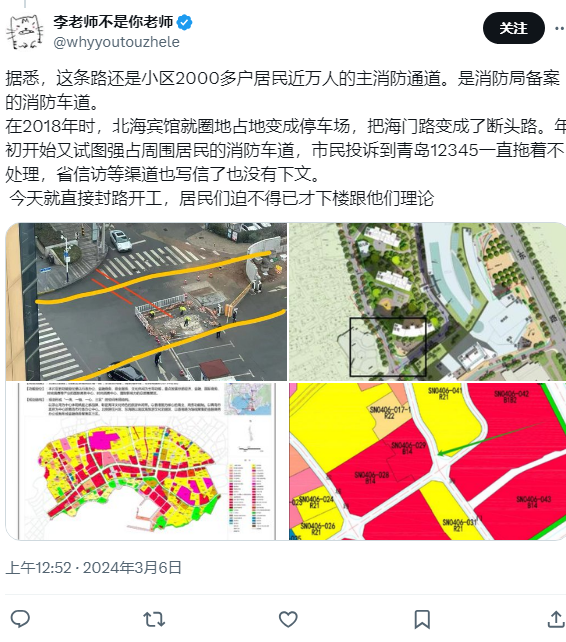 李老师不是你老师
@whyyoutouzhele
关注
据悉，这条路还是小区2000多户居民近万人的主消防通道。是消防局备案
的消防车道。
在2018年时，北海宾馆就圈地占地变成停车场，把海门路变成了断头路。年
初开始又试图强占周围居民的消防车道，市民投诉到青岛12345一直拖着不
处理，省信访等渠道也写信了也没有下文。
今天就直接封路开工，居民们迫不得已才下楼跟他们理论
SN0406-041
R21
SN0406-042
B1B2
SN0406-017-1
R22
SN0406-029
B14
SN0406-028
B14
SN0406-024
R21
SN0406-026
R21
SN0406-031
R21
SN0406-043
B14
上午12:52 · 2024年3月6日